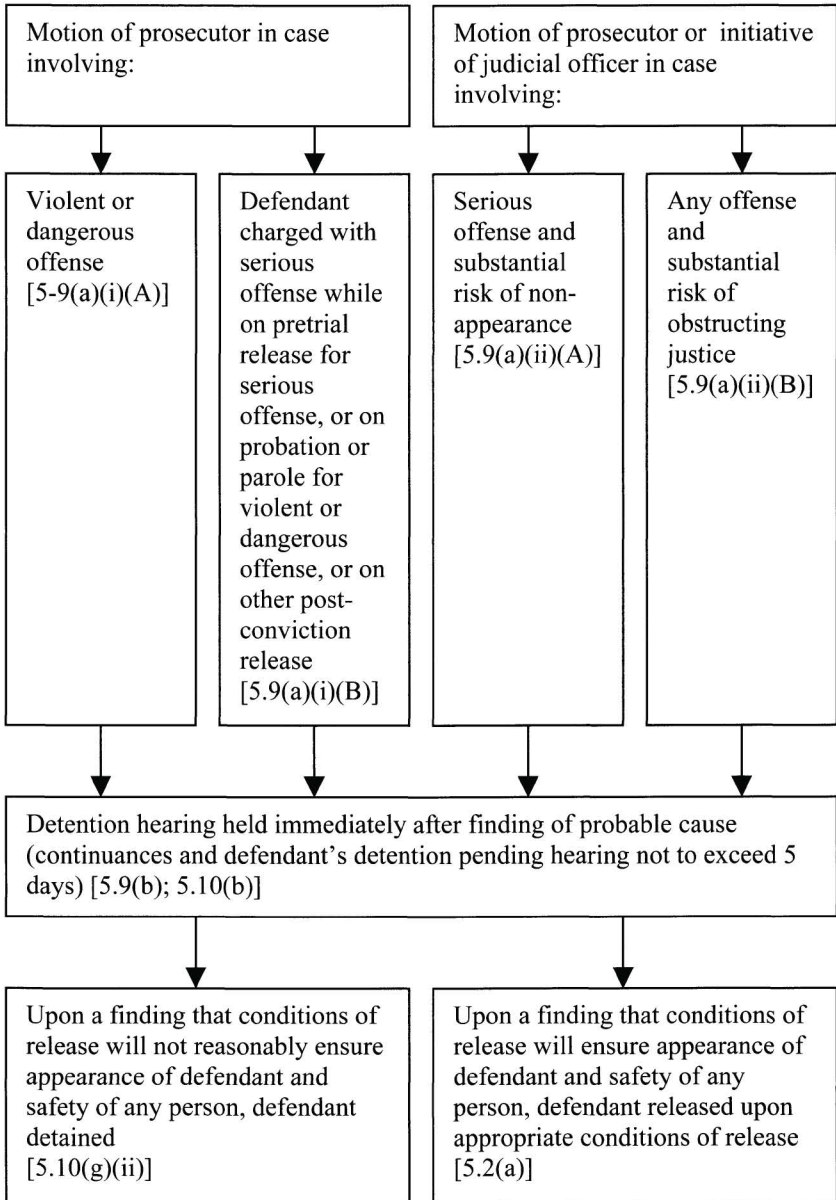 Motion of prosecutor in case
involving:
Motion of prosecutor or initiative
of judicial officer in case
involving:
Violent or
dangerous
offense
[5-9(a)(i)(A)]
Defendant
charged with
serious
offense while
on pretrial
release for
serious
offense, or on
probation or
parole for
violent or
dangerous
offense, or on
other post-
conviction
release
[5.9(a)(i)(B)]
Serious
offense and
substantial
risk of non-
appearance
[5.9(a)(ii)(A)]
Any offense
and
substantial
risk of
obstructing
justice
[5.9(a)(ii)(B)]
Detention hearing held immediately after finding of probable cause
(continuances and defendant's detention pending hearing not to exceed 5
days) [5.9(b); 5.10(b)]
Upon a finding that conditions of
release will not reasonably ensure
appearance of defendant and
safety of any person, defendant
detained
[5.10(g)(ii)]
Upon a finding that conditions of
release will ensure appearance of
defendant and safety of any
person, defendant released upon
appropriate conditions of release
[5.2(a)]